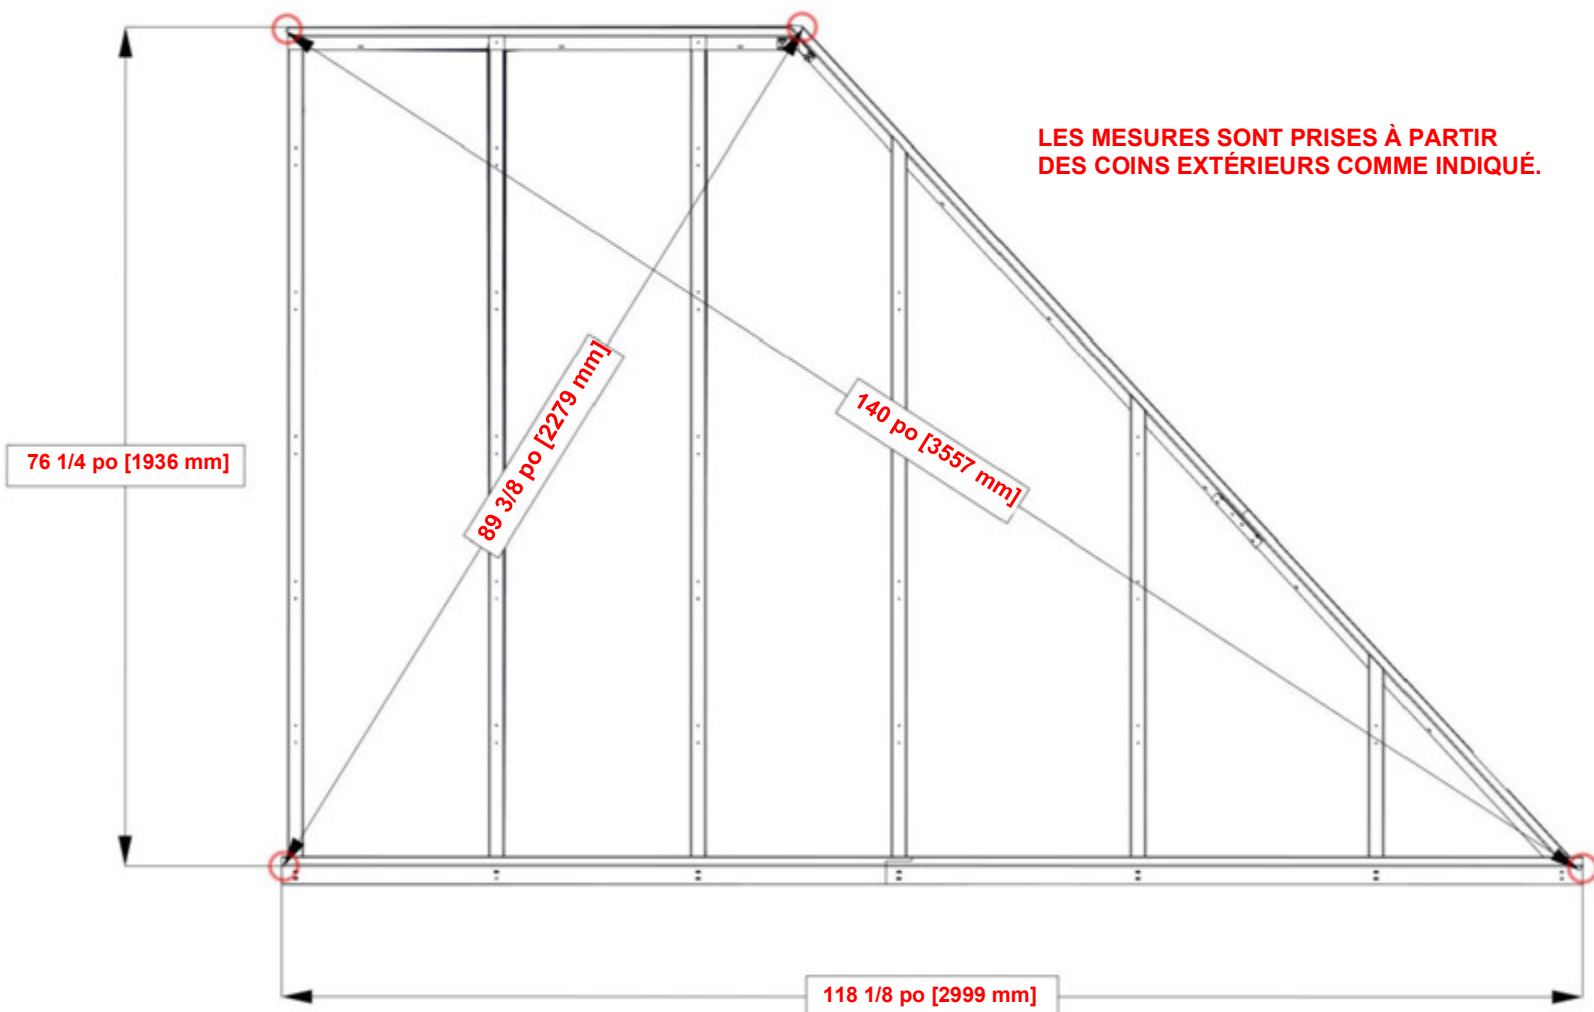 LES MESURES SONT PRISES À PARTIR
DES COINS EXTÉRIEURS COMME INDIQUÉ.
89 3/8 po [2279 mm]
140 po [3557 mm]
76 1/4 po [1936 mm]
118 1/8 po [2999 mm]